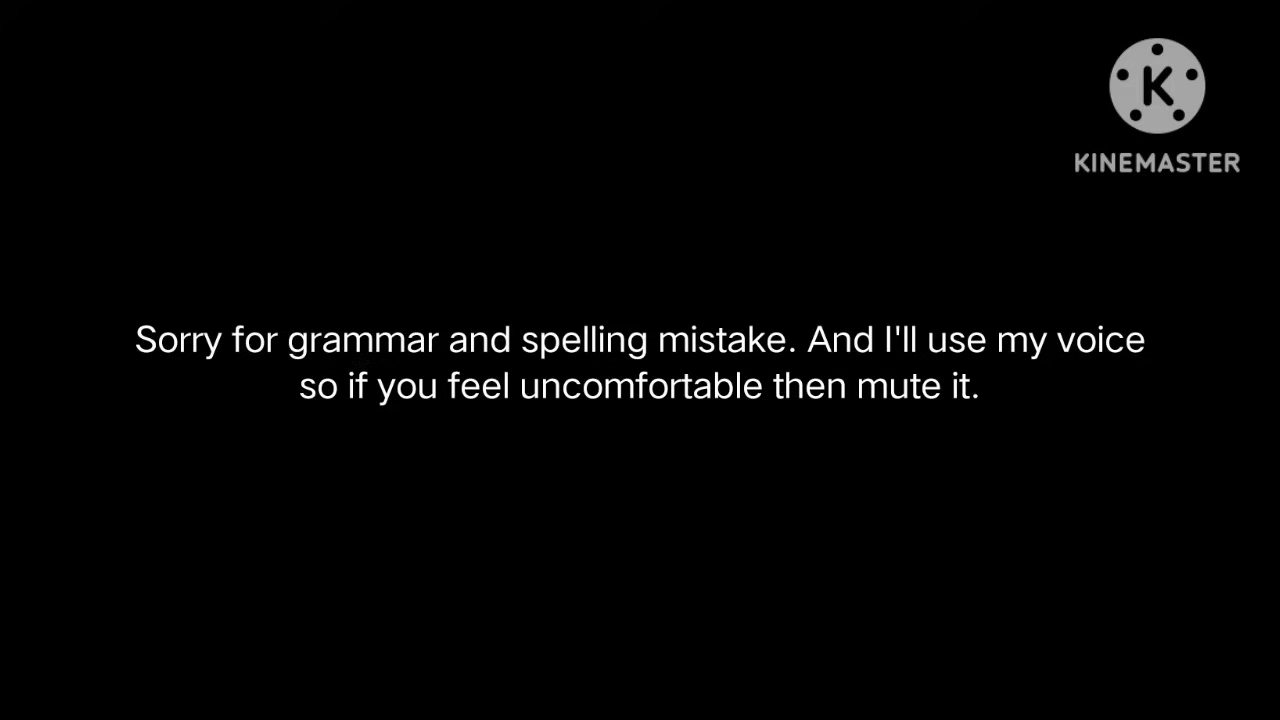 K
KINEMASTER
Sorry for grammar and spelling mistake. And I'll use my voice
so if you feel uncomfortable then mute it.